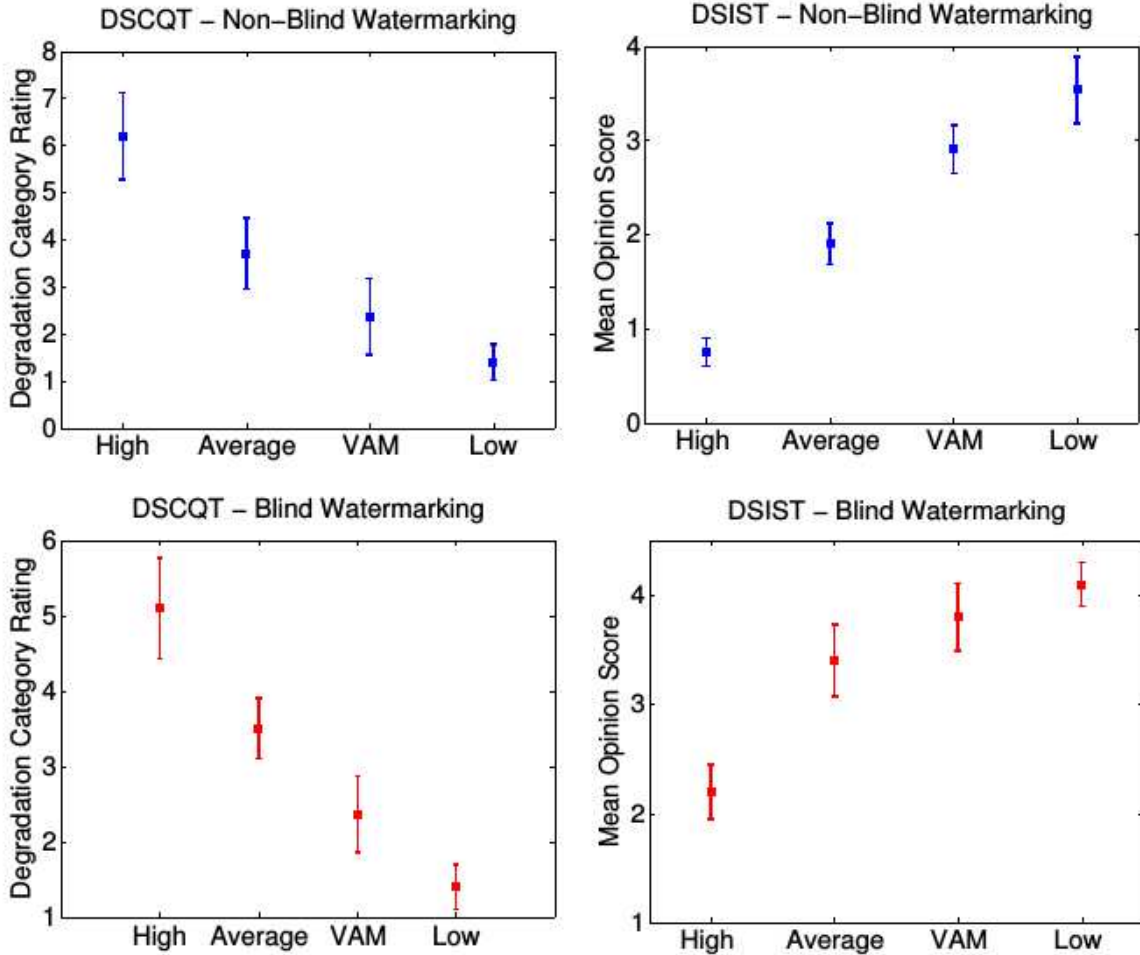 DSCQT – Non-Blind Watermarking
Degradation Category Rating
8
7
6
5
4
3
2
1
0
High Average VAM Low
DSIST – Non-Blind Watermarking
Mean Opinion Score
4
3
2
1
0
High Average VAM Low
DSCQT – Blind Watermarking
Degradation Category Rating
6
5
4
3
2
1
High Average VAM Low
DSIST – Blind Watermarking
Mean Opinion Score
4
3
2
1
High Average VAM Low